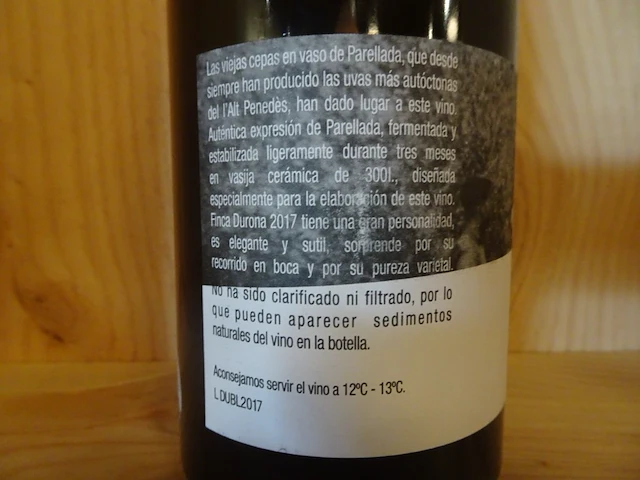 Las viejas cepas en vaso de Parellada, que desde
siempre han producido las uvas más autóctonas
del l'Alt Penedès, han dado lugar a este vino.
Auténtica expresión de Parellada, fermentada y
estabilizada ligeramente durante tres meses
en vasija cerámica de 300l., diseñada
especialmente para la elaboración de este vino.
Finca Durona 2017 tiene una gran personalidad,
es elegante y sutil, sorprende por su
recorrido en boca y por su pureza varietal.
No ha sido clarificado ni filtrado, por lo
que pueden aparecer sedimentos
naturales del vino en la botella.
Aconsejamos servir el vino a 12ºC - 13ºC.
L DUBL2017